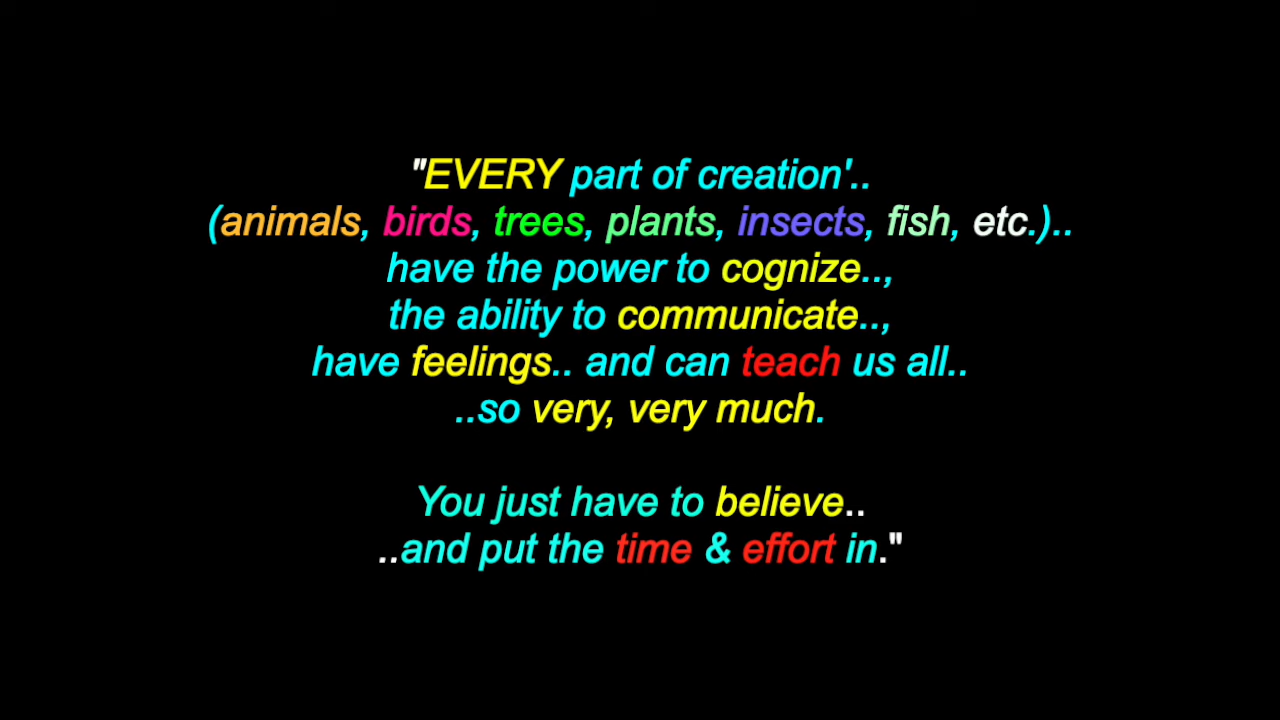 "EVERY part of creation'..
(animals, birds, trees, plants, insects, fish, etc.)..
have the power to cognize..,
the ability to communicate..,
have feelings.. and can teach us all..
..so very, very much.
You just have to believe..
..and put the time & effort in."